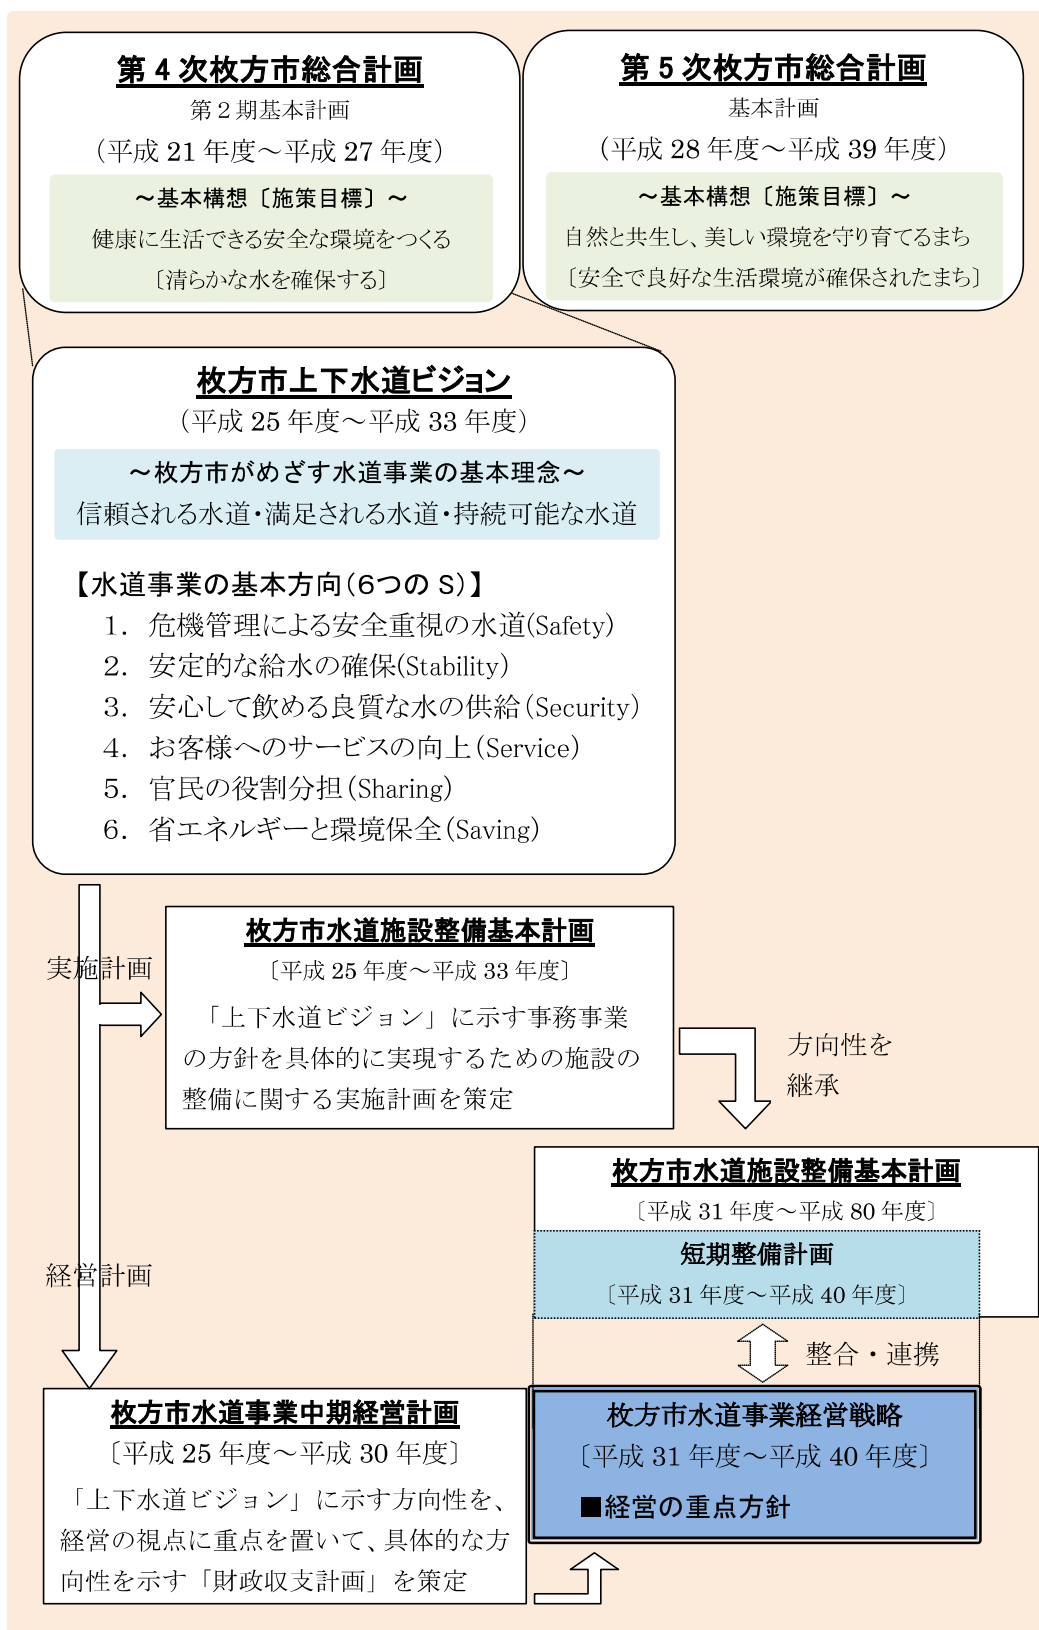 第4次枚方市総合計画
第２期基本計画
（平成 21 年度～平成 27 年度）
～基本構想〔施策目標〕～
健康に生活できる安全な環境をつくる
〔清らかな水を確保する〕
第5次枚方市総合計画
基本計画
（平成 28 年度～平成 39 年度）
～基本構想〔施策目標〕～
自然と共生し、美しい環境を守り育てるまち
〔安全で良好な生活環境が確保されたまち〕
枚方市上下水道ビジョン
（平成 25 年度～平成 33 年度）
～枚方市がめざす水道事業の基本理念～
信頼される水道・満足される水道・持続可能な水道
【水道事業の基本方向（6つの S）】
１．危機管理による安全重視の水道(Safety)
２．安定的な給水の確保(Stability)
３．安心して飲める良質な水の供給（Security）
４．お客様へのサービスの向上（Service）
５．官民の役割分担（Sharing）
６．省エネルギーと環境保全（Saving）
実施計画
枚方市水道施設整備基本計画
〔平成 25 年度～平成 33 年度〕
「上下水道ビジョン」に示す事務事業
の方針を具体的に実現するための施設の
整備に関する実施計画を策定
方向性を
継承
枚方市水道施設整備基本計画
〔平成 31 年度～平成 80 年度〕
短期整備計画
〔平成 31 年度～平成 40 年度〕
経営計画
整合・連携
枚方市水道事業中期経営計画
〔平成 25 年度～平成 30 年度〕
「上下水道ビジョン」に示す方向性を、
経営の視点に重点を置いて、具体的な方
向性を示す「財政収支計画」を策定
枚方市水道事業経営戦略
〔平成 31 年度～平成 40 年度〕
■経営の重点方針